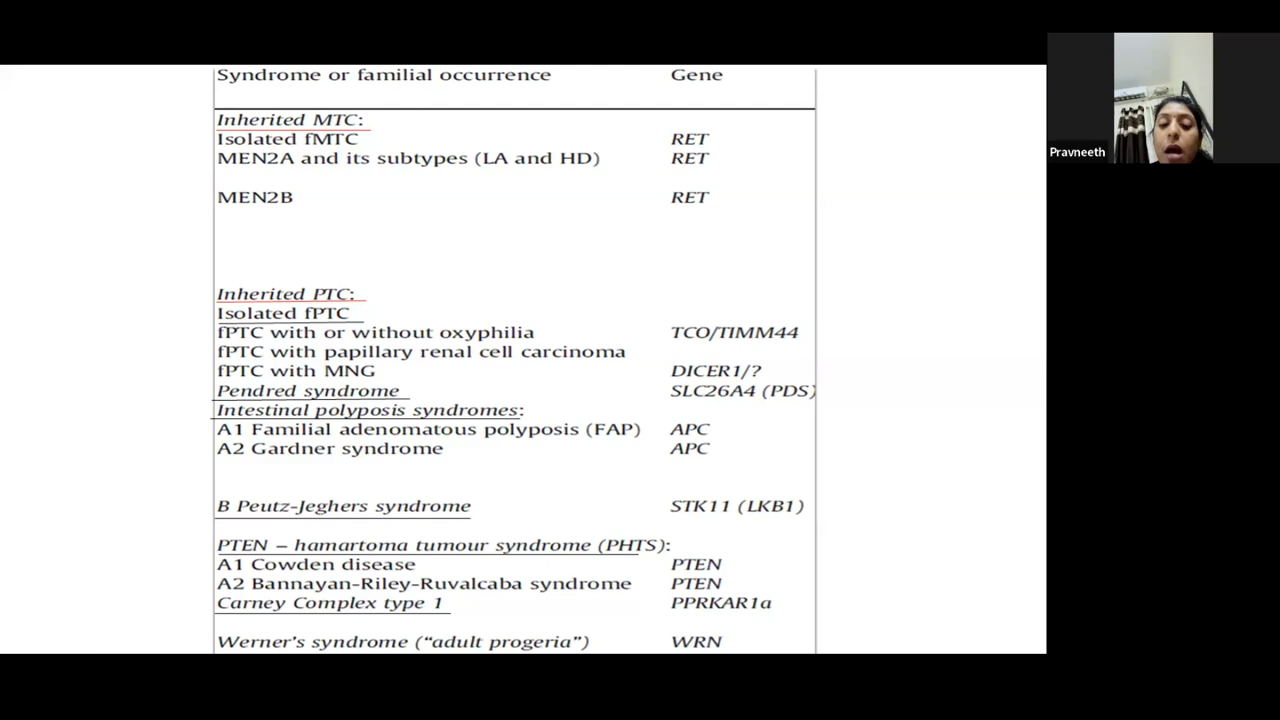 Syndrome or familial occurrence Gene
Inherited MTC:
Isolated fMTC RET
MEN2A and its subtypes (LA and HD) RET
MEN2B RET
Inherited PTC:
Isolated fPTC
fPTC with or without oxyphilia TCO/TIMM44
fPTC with papillary renal cell carcinoma
fPTC with MNG DICER1/?
Pendred syndrome SLC26A4 (PDS)
Intestinal polyposis syndromes:
A1 Familial adenomatous polyposis (FAP) APC
A2 Gardner syndrome APC
B Peutz-Jeghers syndrome STK11 (LKB1)
PTEN – hamartoma tumour syndrome (PHTS):
A1 Cowden disease PTEN
A2 Bannayan-Riley-Ruvalcaba syndrome PTEN
Carney Complex type 1 PPRKAR1a
Werner's syndrome (“adult progeria”) WRN
Pravneeth